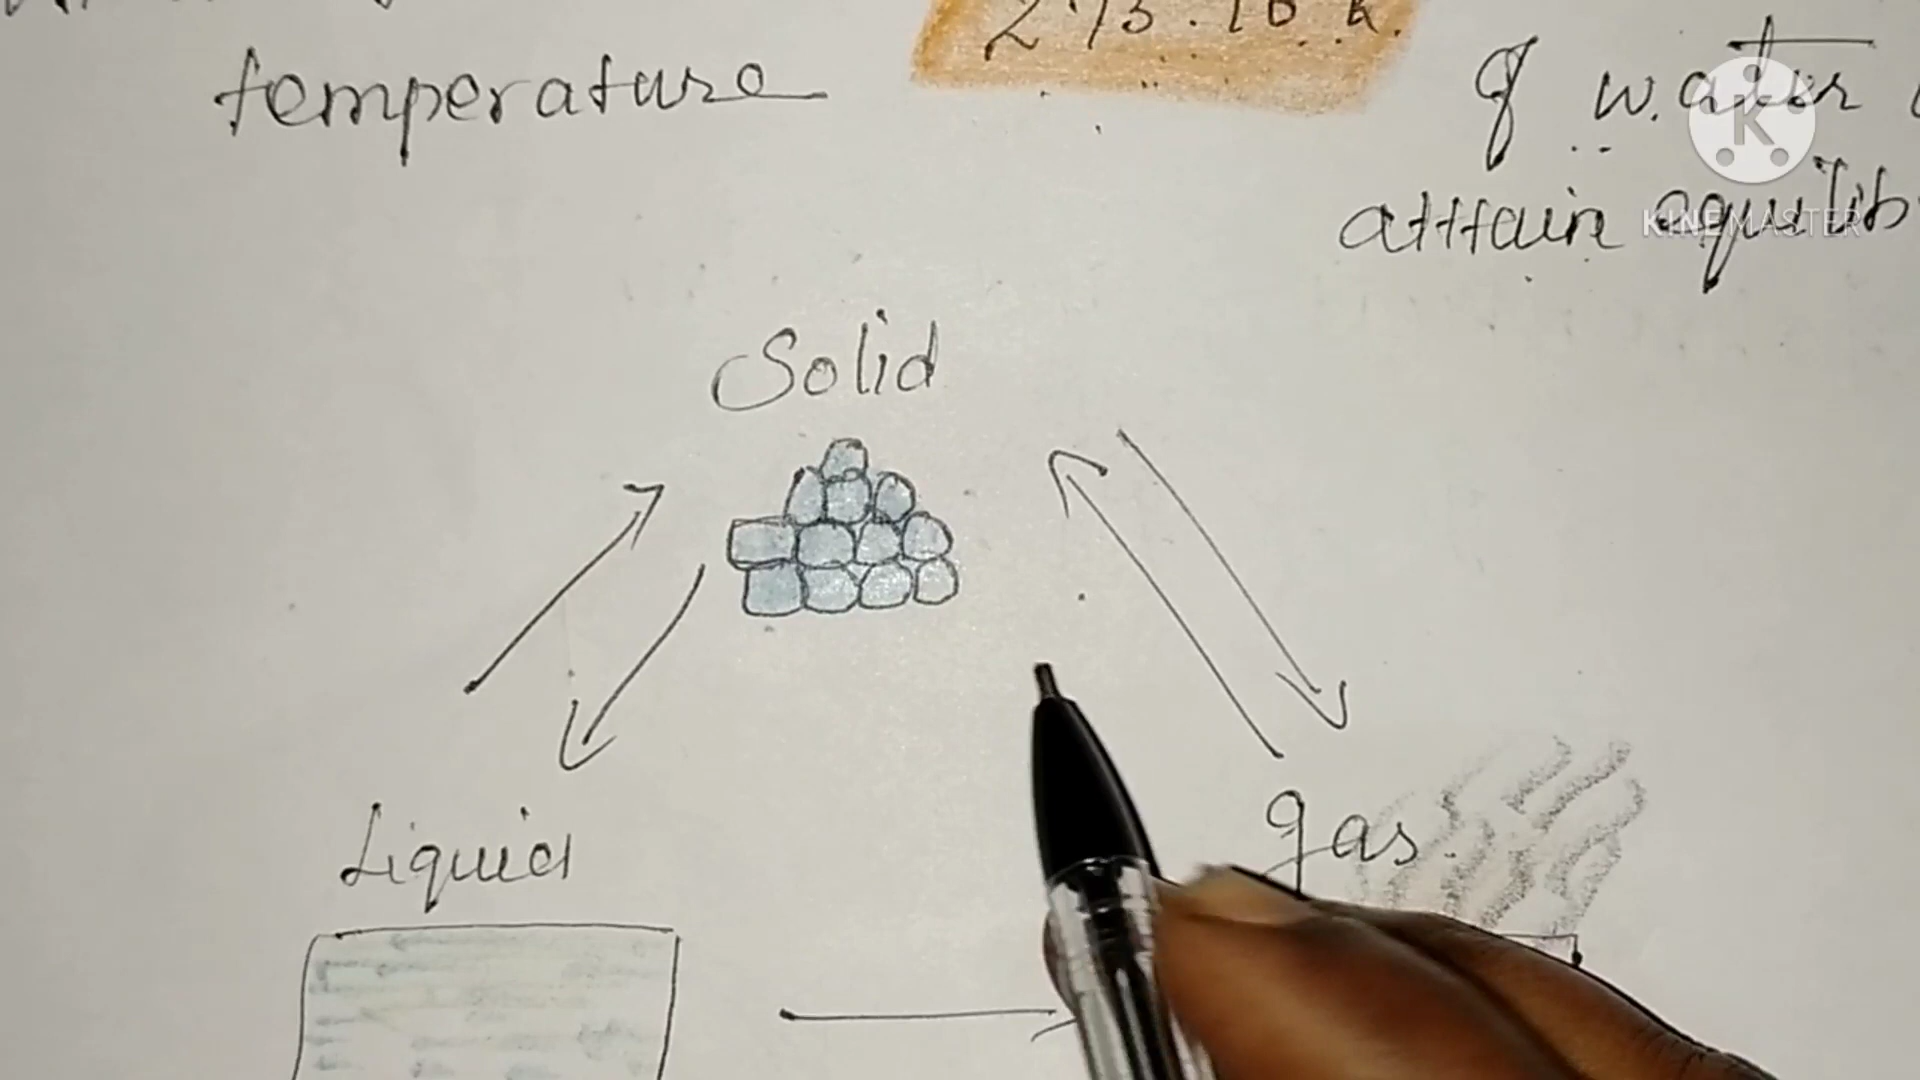 temperature
273.16 K.
of water
attain equilib
Solid
Liquid
gas.
K
KINEMASTER